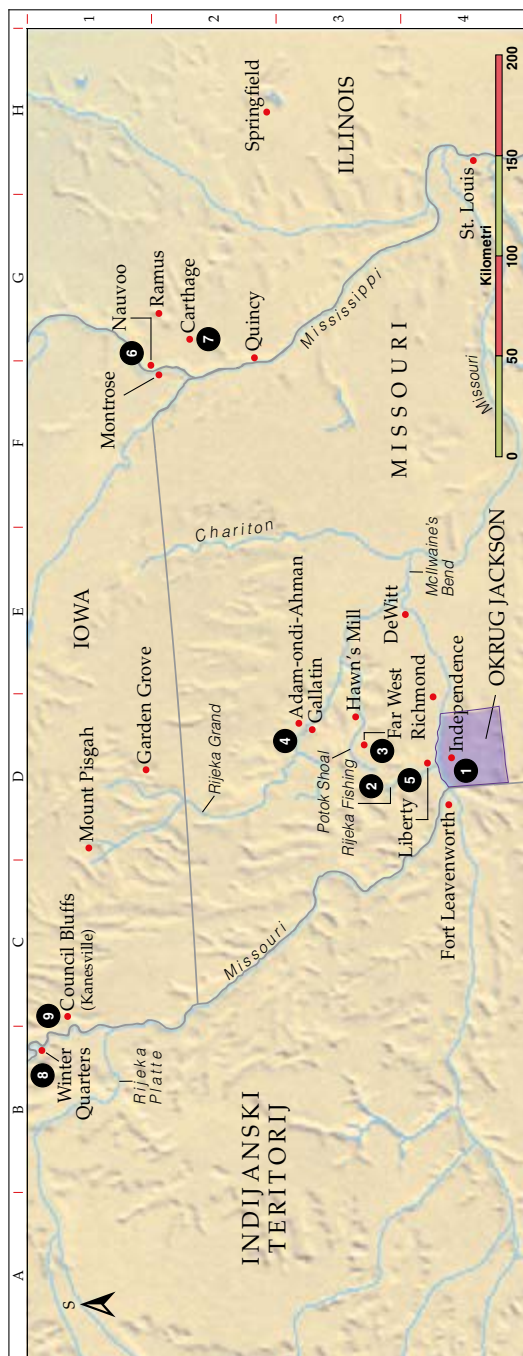 A
B
C
D
E
F
G
H
1
2
3
4
S
8
Winter
Quarters
9
Council Bluffs
(Kanesville)
Mount Pisgah
Garden Grove
IOWA
Montrose
6
Nauvoo
Ramus
Carthage
7
Quincy
Springfield
ILLINOIS
Rijeka
Platte
Missouri
Rijeka Grand
Chariton
Mississippi
INDIJANSKI
TERITORIJ
4
Adam-ondi-Ahman
Gallatin
Potok Shoal
Rijeka Fishing
Hawn's Mill
2
3
Far West
5
Liberty
Richmond
DeWitt
McIlwaine's
Bend
MISSOURI
Missouri
St. Louis
Fort Leavenworth
1
Independence
OKRUG JACKSON
Kilometri
0
50
100
150
200